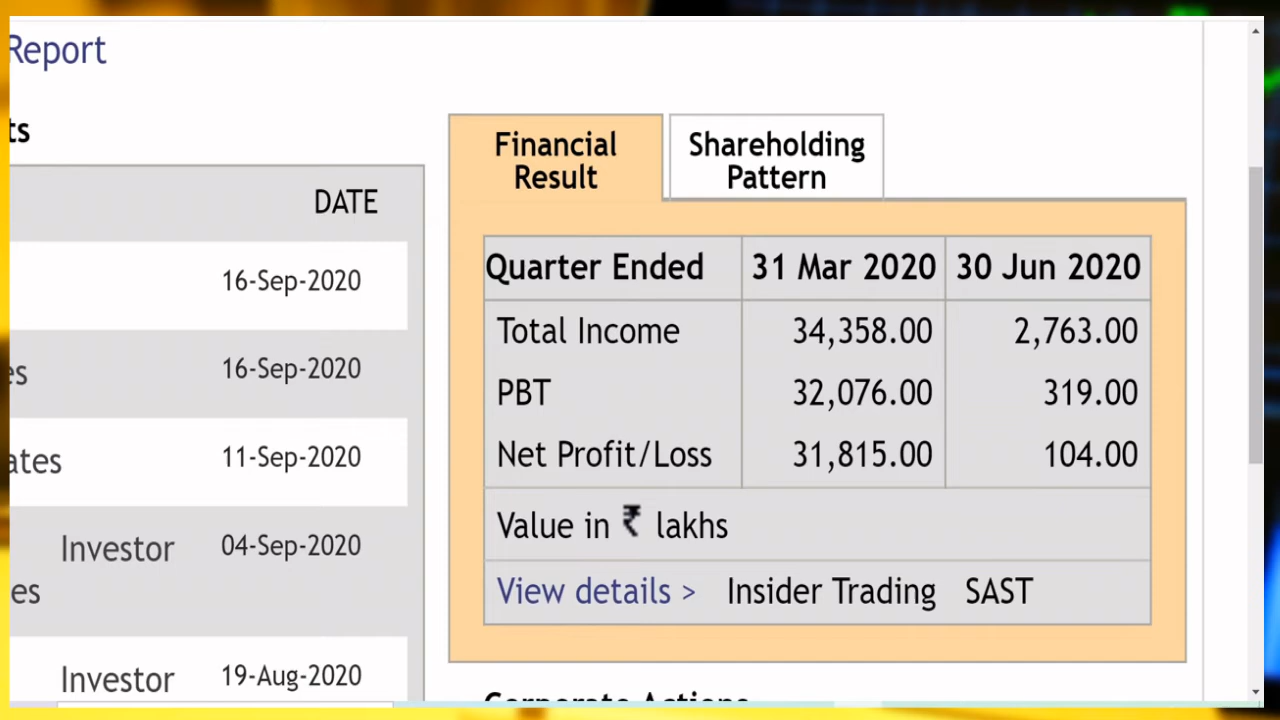 Report
ts
DATE
16-Sep-2020
es 16-Sep-2020
ates 11-Sep-2020
Investor 04-Sep-2020
es
Investor 19-Aug-2020
Financial
Result
Shareholding
Pattern
Quarter Ended 31 Mar 2020 30 Jun 2020
Total Income 34,358.00 2,763.00
PBT 32,076.00 319.00
Net Profit/Loss 31,815.00 104.00
Value in ₹ lakhs
View details > Insider Trading SAST
Corporate Actions